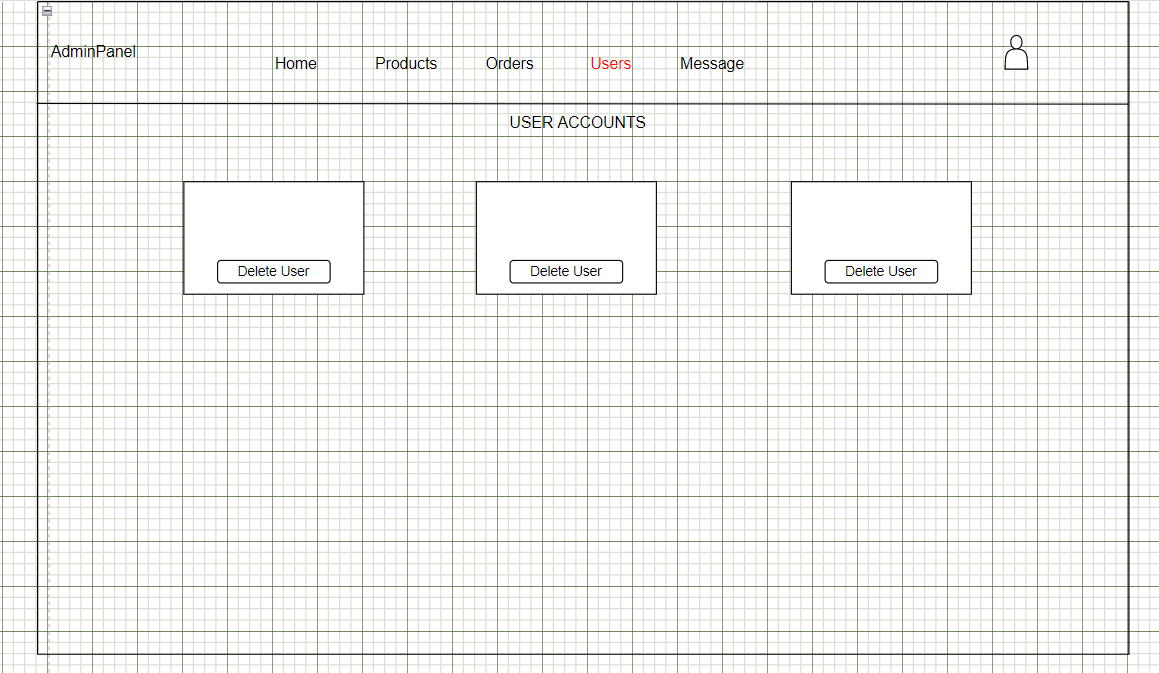 AdminPanel
Home Products Orders Users Message
USER ACCOUNTS
Delete User Delete User Delete User